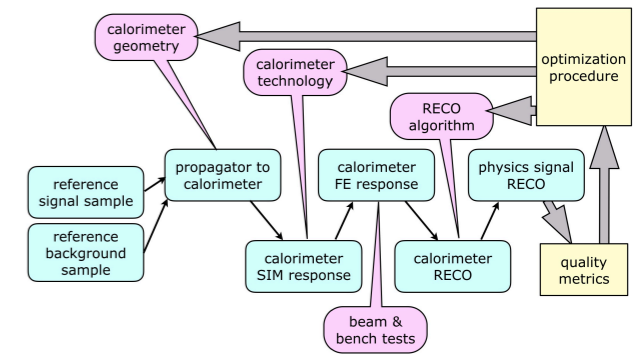 calorimeter
geometry
calorimeter
technology
RECO
algorithm
optimization
procedure
reference
signal sample
reference
background
sample
propagator to
calorimeter
calorimeter
SIM response
calorimeter
FE response
calorimeter
RECO
physics signal
RECO
quality
metrics
beam &
bench tests